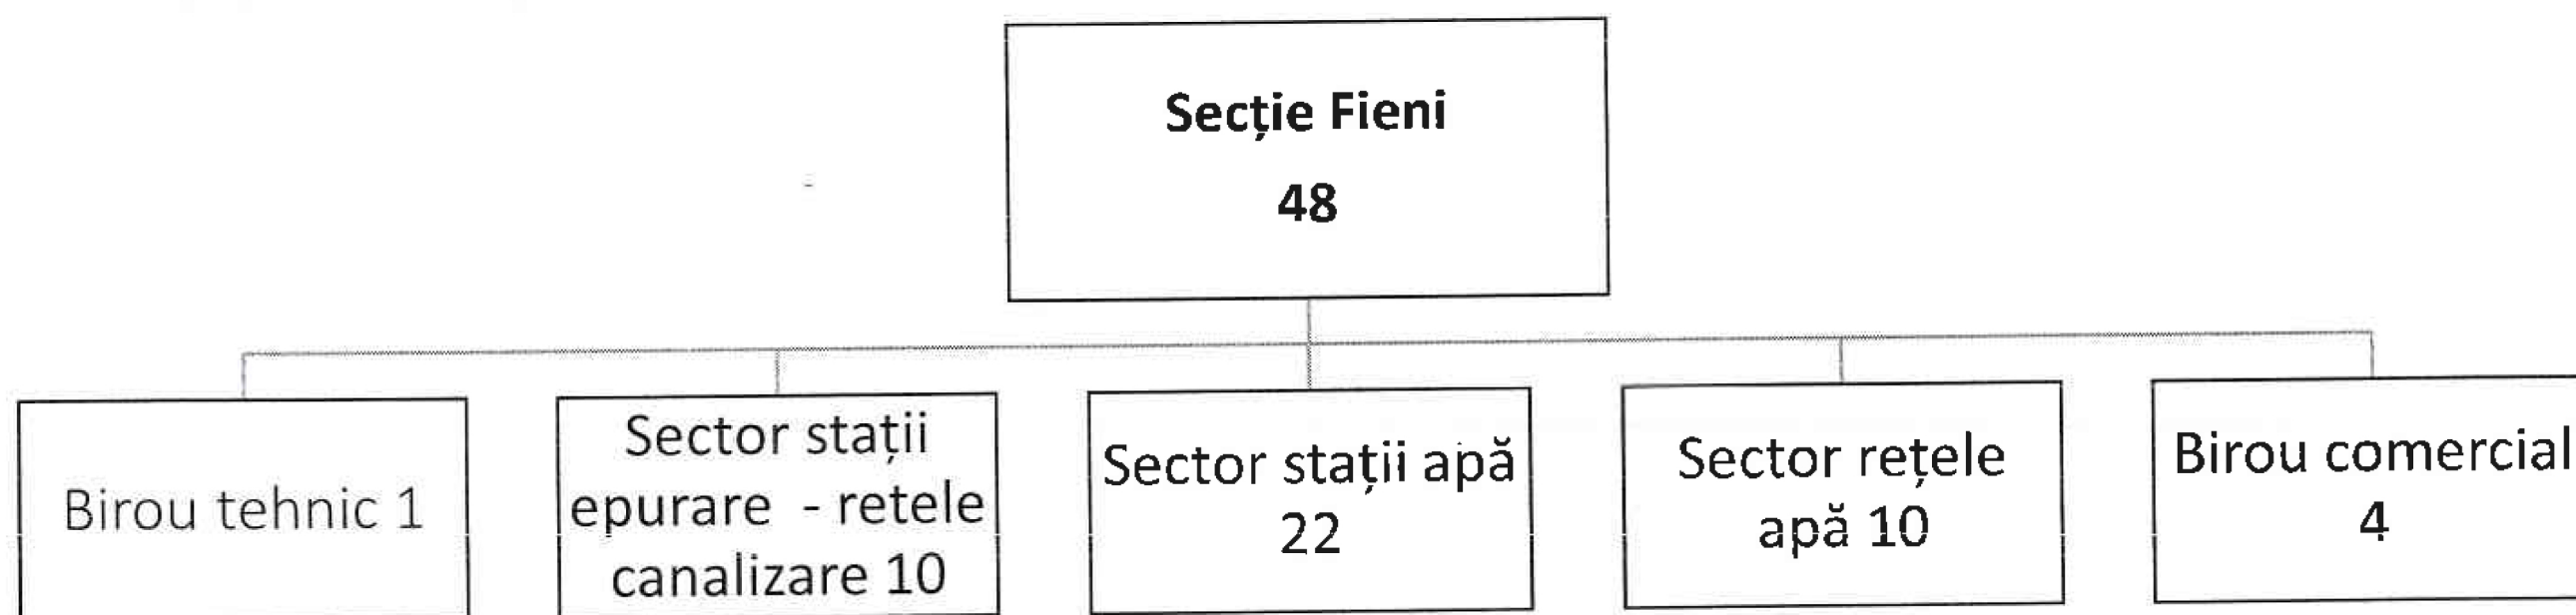 Secție Fieni
48
Birou tehnic 1
Sector stații
epurare - retele
canalizare 10
Sector stații apă
22
Sector rețele
apă 10
Birou comercial
4